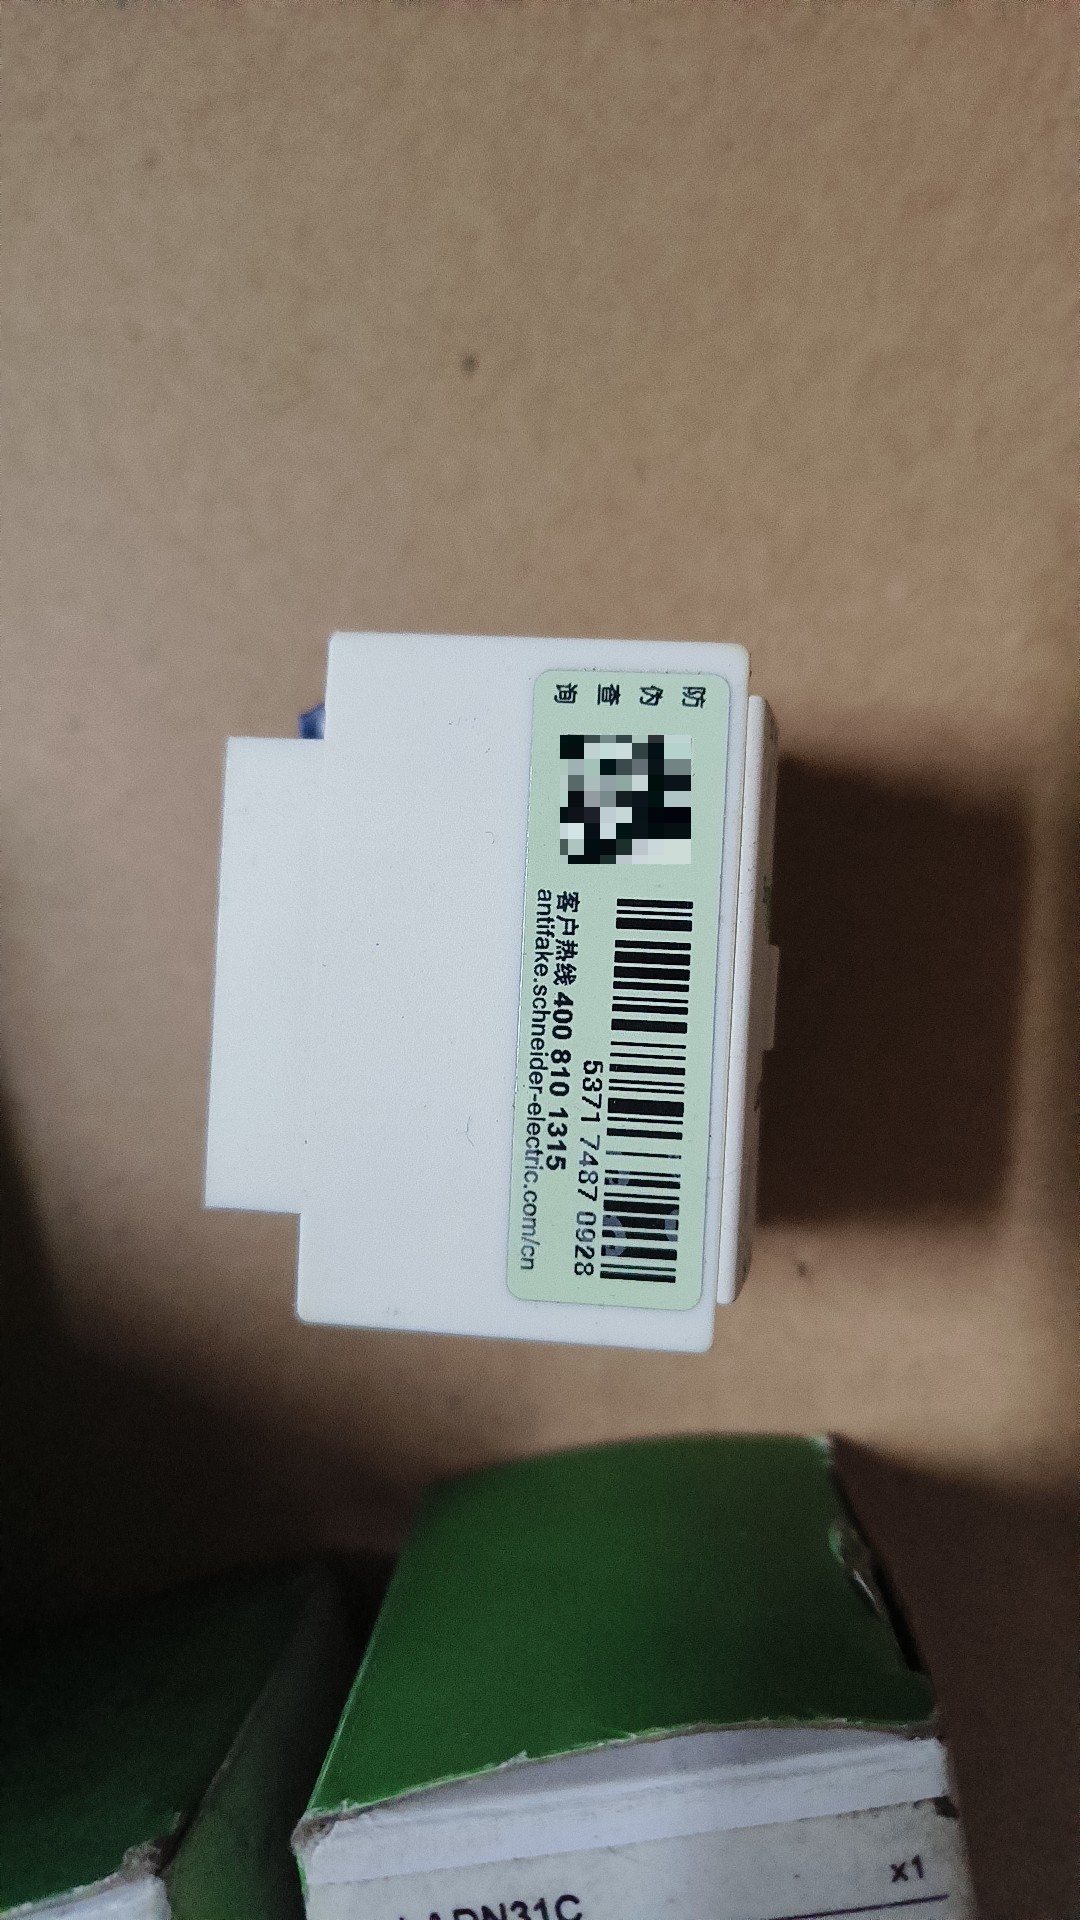 防伪查询
5371 7487 0928
客户热线 400 810 1315
antifake.schneider-electric.com/cn
x1
LADN31C